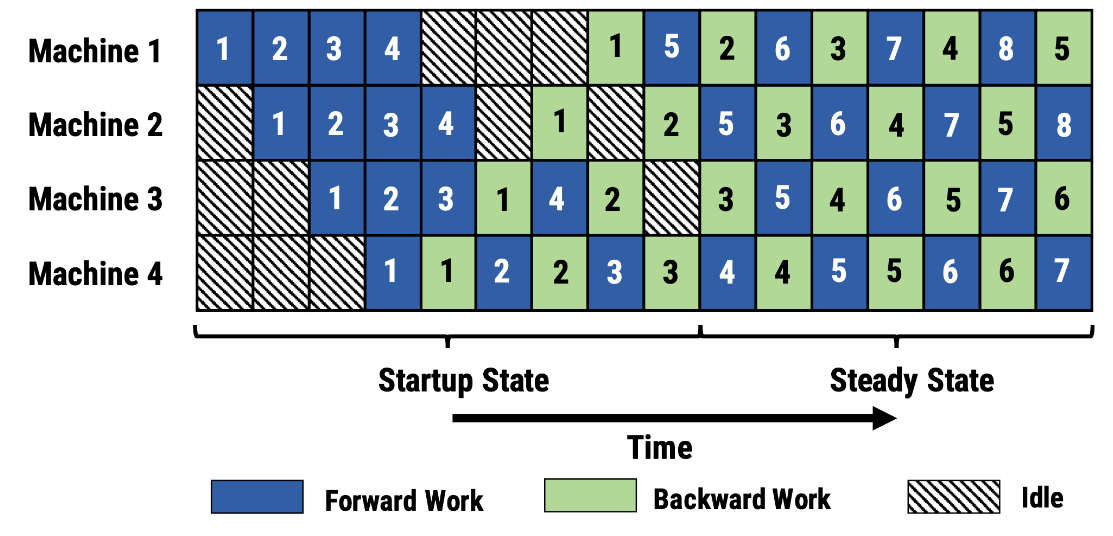 Machine 1 1 2 3 4 1 5 2 6 3 7 4 8 5
Machine 2 1 2 3 4 1 2 5 3 6 4 7 5 8
Machine 3 1 2 3 1 4 2 3 5 4 6 5 7 6
Machine 4 1 1 2 2 3 3 4 4 5 5 6 6 7
Startup State Steady State
Time
Forward Work Backward Work Idle